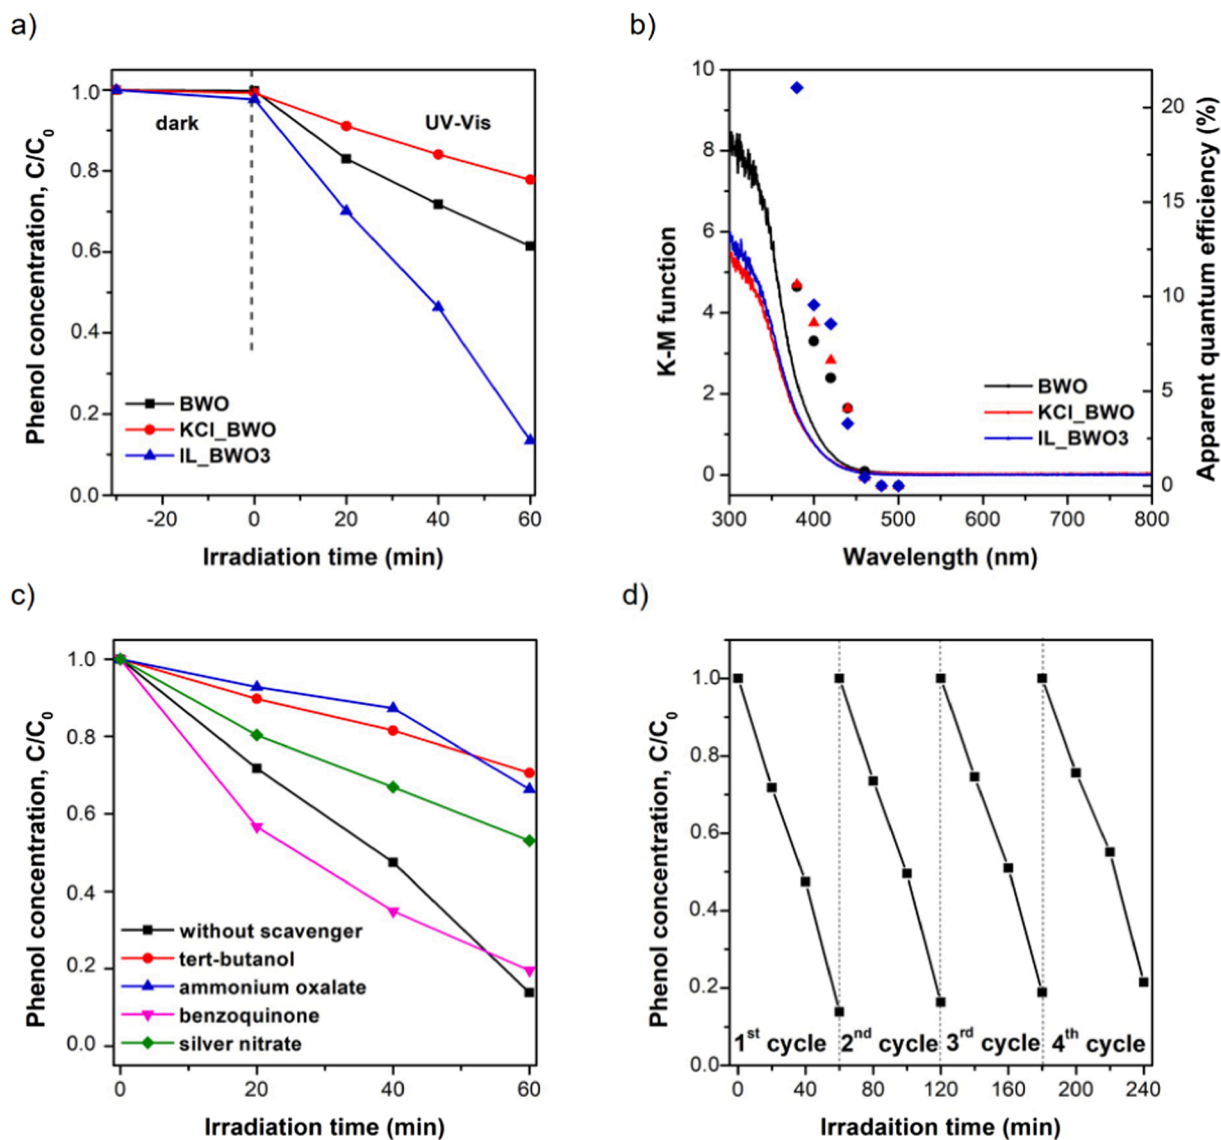 a)
Phenol concentration, C/C0
1.0
0.8
0.6
0.4
0.2
0.0
dark
UV-Vis
BWO
KCl_BWO
IL_BWO3
-20 0 20 40 60
Irradiation time (min)
b)
K-M function
10
8
6
4
2
0
Apparent quantum efficiency (%)
20
15
10
5
0
BWO
KCl_BWO
IL_BWO3
300 400 500 600 700 800
Wavelength (nm)
c)
Phenol concentration, C/C0
1.0
0.8
0.6
0.4
0.2
0.0
without scavenger
tert-butanol
ammonium oxalate
benzoquinone
silver nitrate
0 20 40 60
Irradiation time (min)
d)
Phenol concentration, C/C0
1.0
0.8
0.6
0.4
0.2
0.0
1st cycle 2nd cycle 3rd cycle 4th cycle
0 40 80 120 160 200 240
Irradaition time (min)